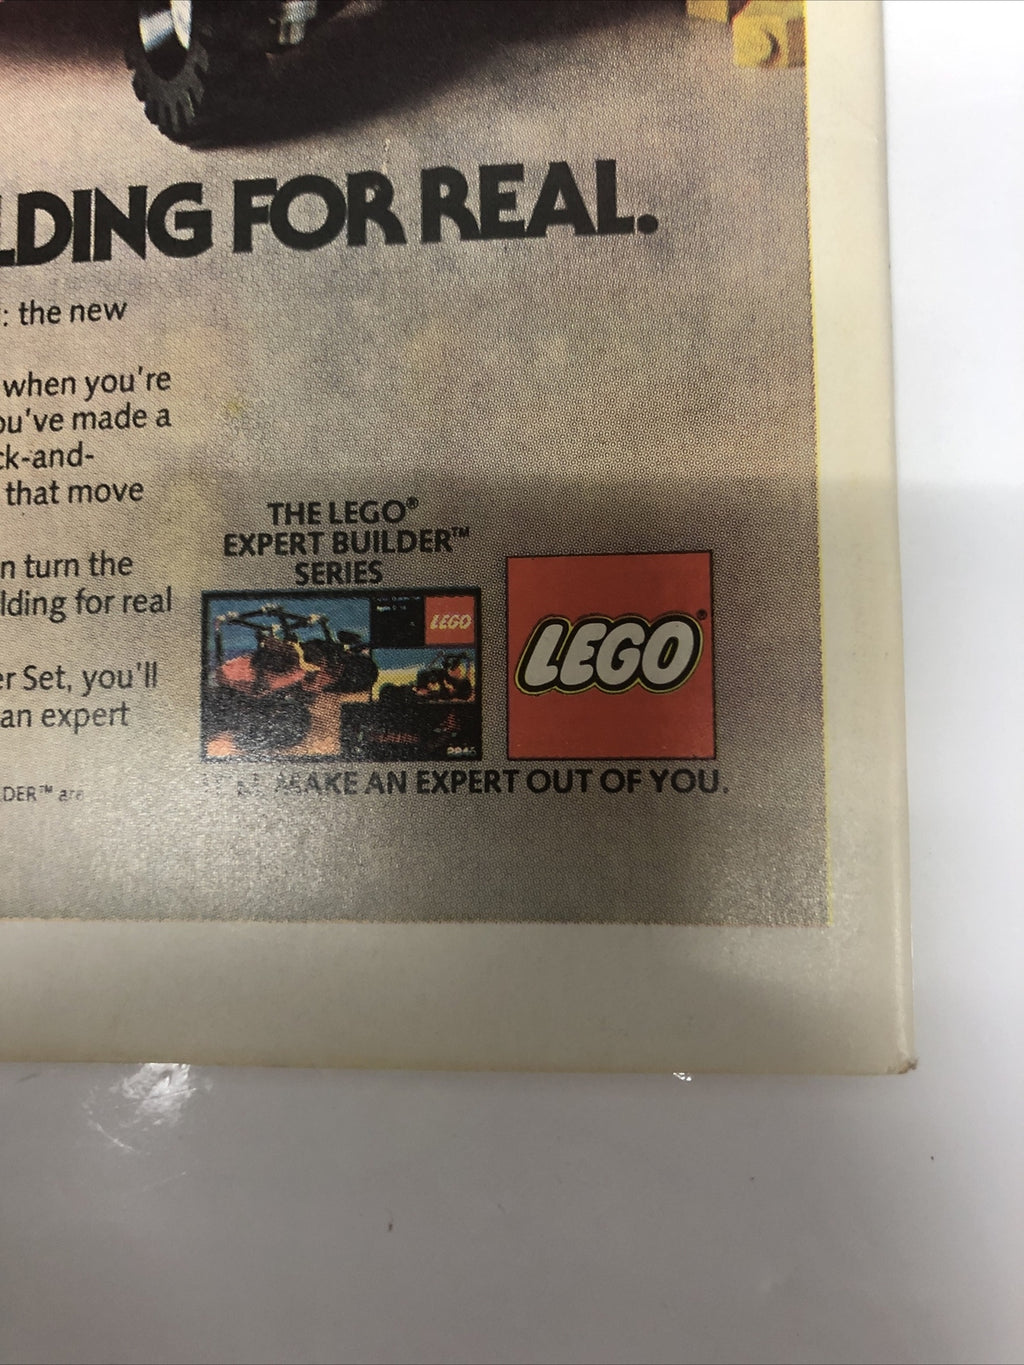 LDING FOR REAL.
: the new
when you're
ou've made a
ck-and-
that move
n turn the
lding for real
er Set, you'll
an expert
DER™ are
THE LEGO®
EXPERT BUILDER™
SERIES
LEGO
LEGO®
MAKE AN EXPERT OUT OF YOU.